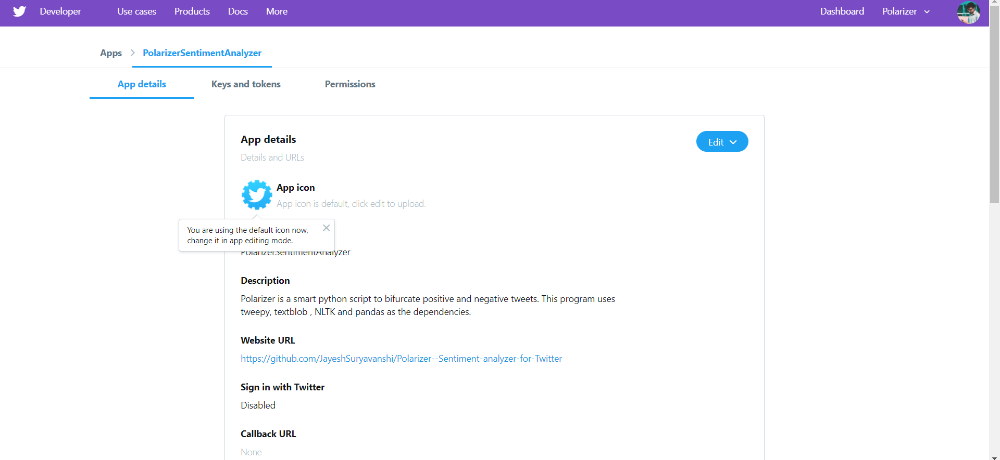 Developer Use cases Products Docs More Dashboard Polarizer
Apps PolarizerSentimentAnalyzer
App details Keys and tokens Permissions
App details
Edit
Details and URLs
App icon
App icon is default, click edit to upload.
You are using the default icon now,
change it in app editing mode.
PolarizerSentimentAnalyzer
Description
Polarizer is a smart python script to bifurcate positive and negative tweets. This program uses
tweepy, textblob , NLTK and pandas as the dependencies.
Website URL
https://github.com/JayeshSuryavanshi/Polarizer--Sentiment-analyzer-for-Twitter
Sign in with Twitter
Disabled
Callback URL
None